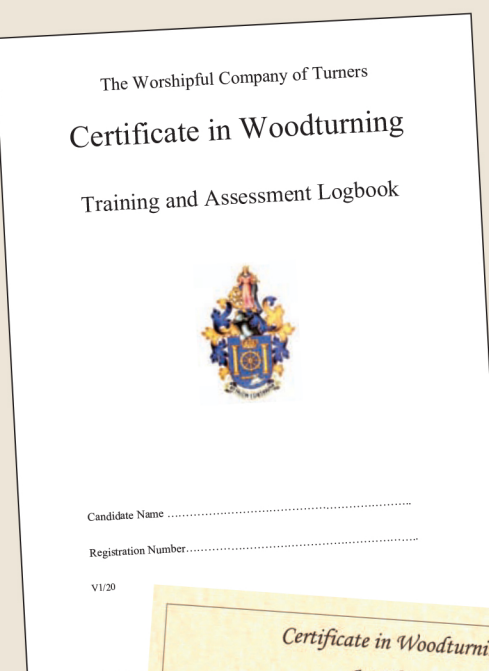 The Worshipful Company of Turners
Certificate in Woodturning
Training and Assessment Logbook
Candidate Name ………………………………………………………..
Registration Number……………………………………………………..
V1/20
Certificate in